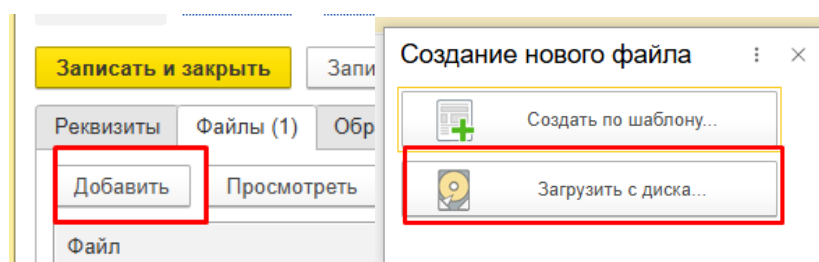 Записать и закрыть
Запи
Реквизиты
Файлы (1)
Обр
Добавить
Просмотреть
Файл
Создание нового файла
Создать по шаблону...
Загрузить с диска...